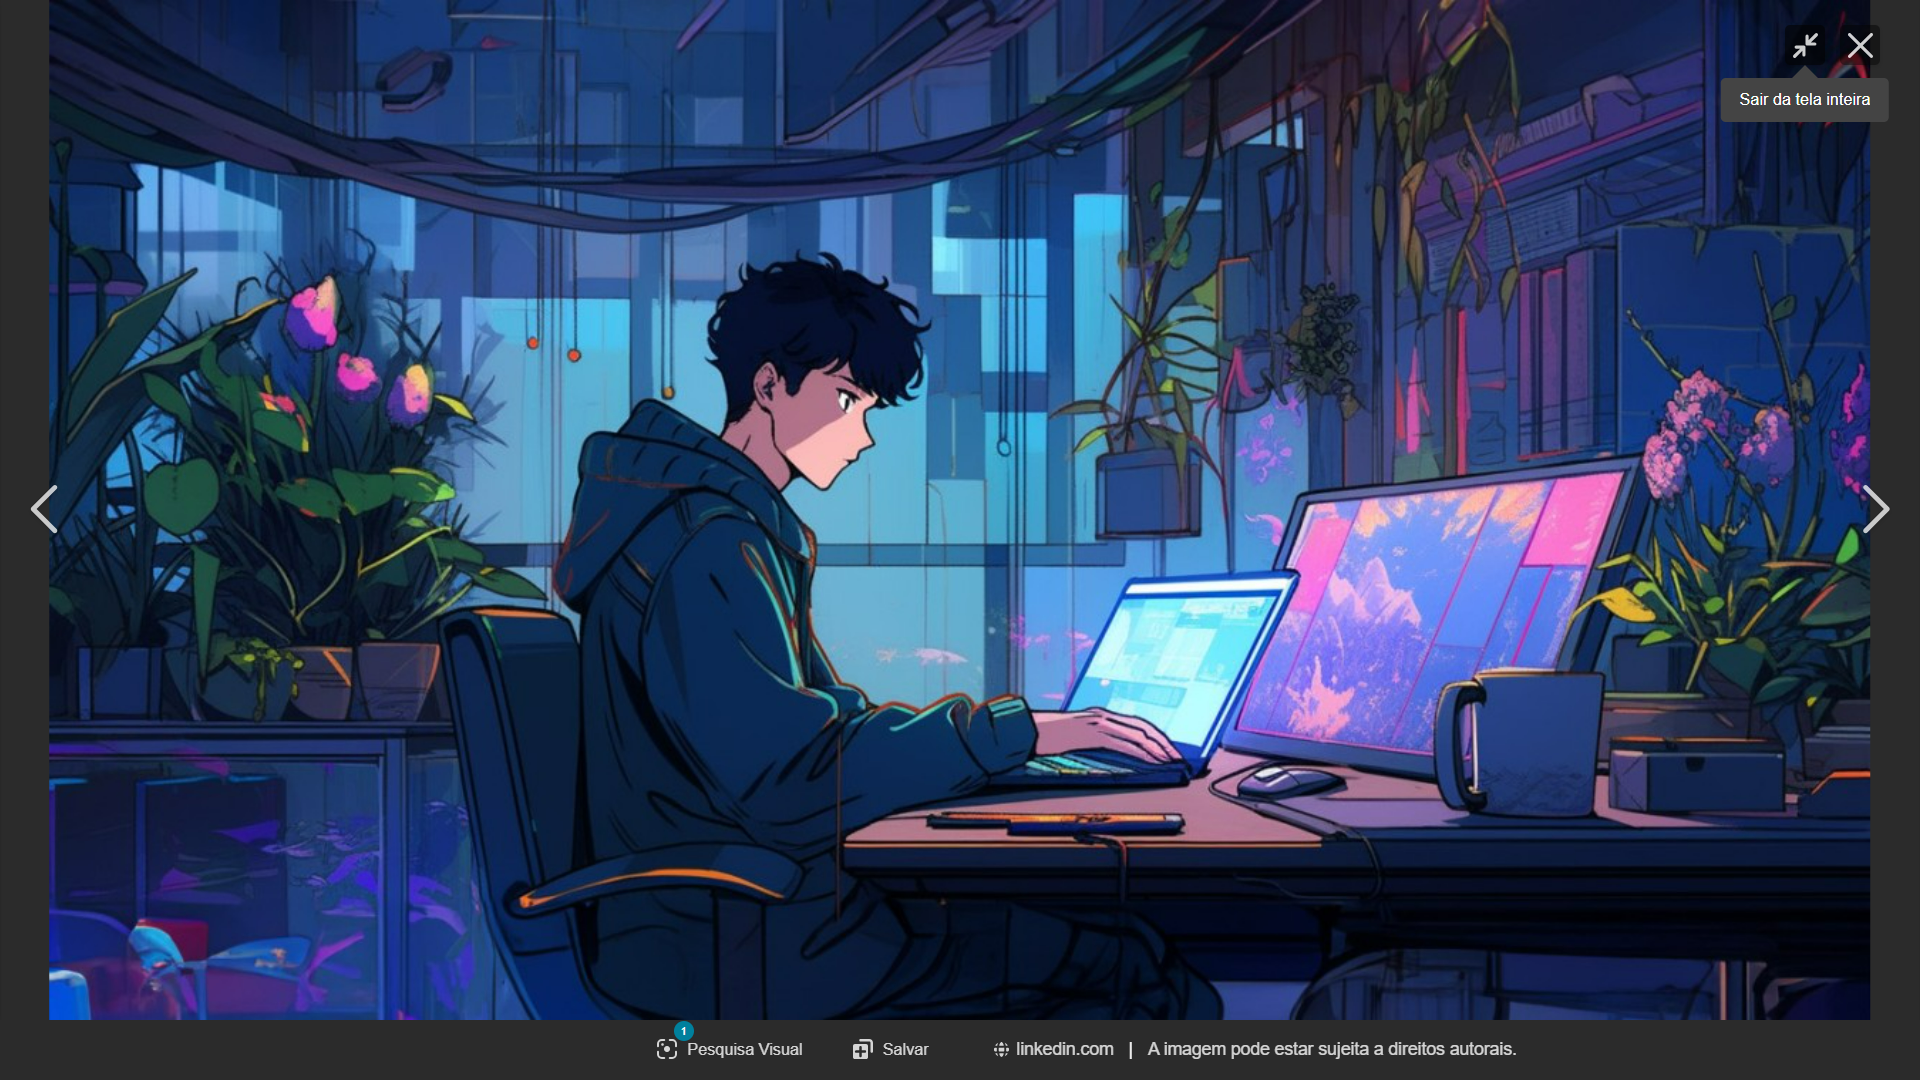 Sair da tela inteira
1
Pesquisa Visual
Salvar
linkedin.com | A imagem pode estar sujeita a direitos autorais.